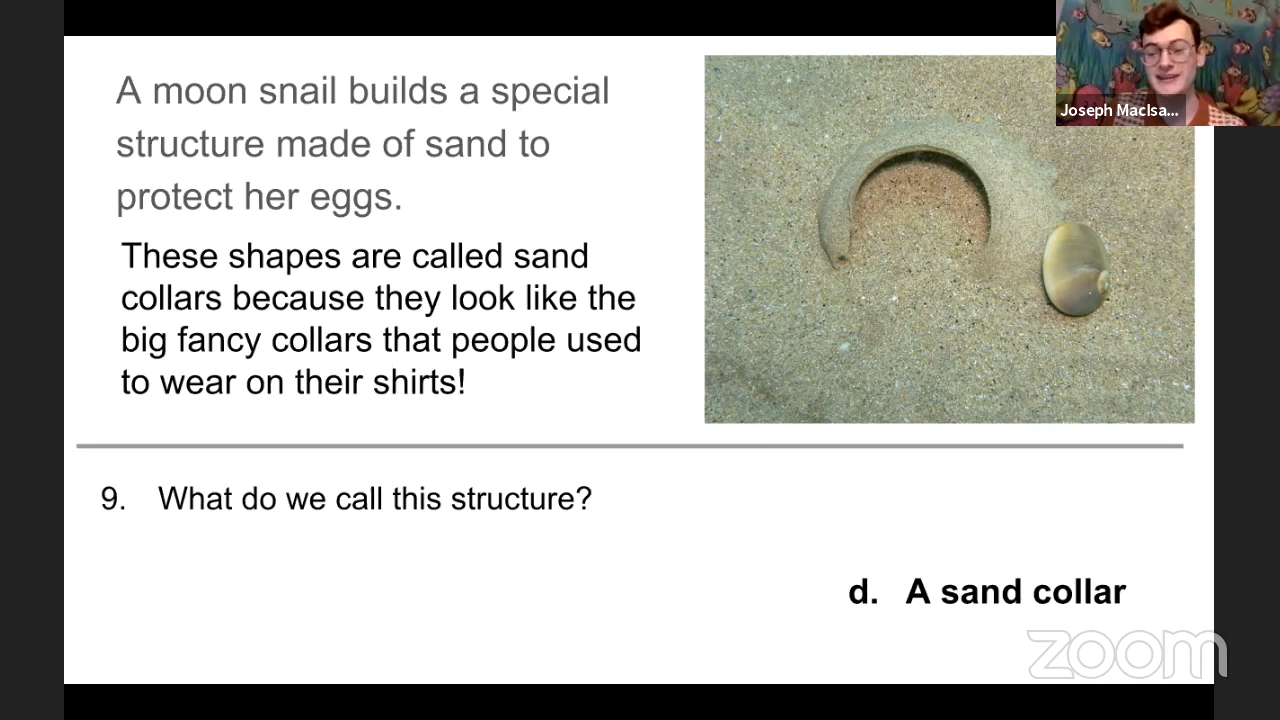 A moon snail builds a special
structure made of sand to
protect her eggs.
These shapes are called sand
collars because they look like the
big fancy collars that people used
to wear on their shirts!
Joseph MacIsa...
9. What do we call this structure?
d. A sand collar
zoom